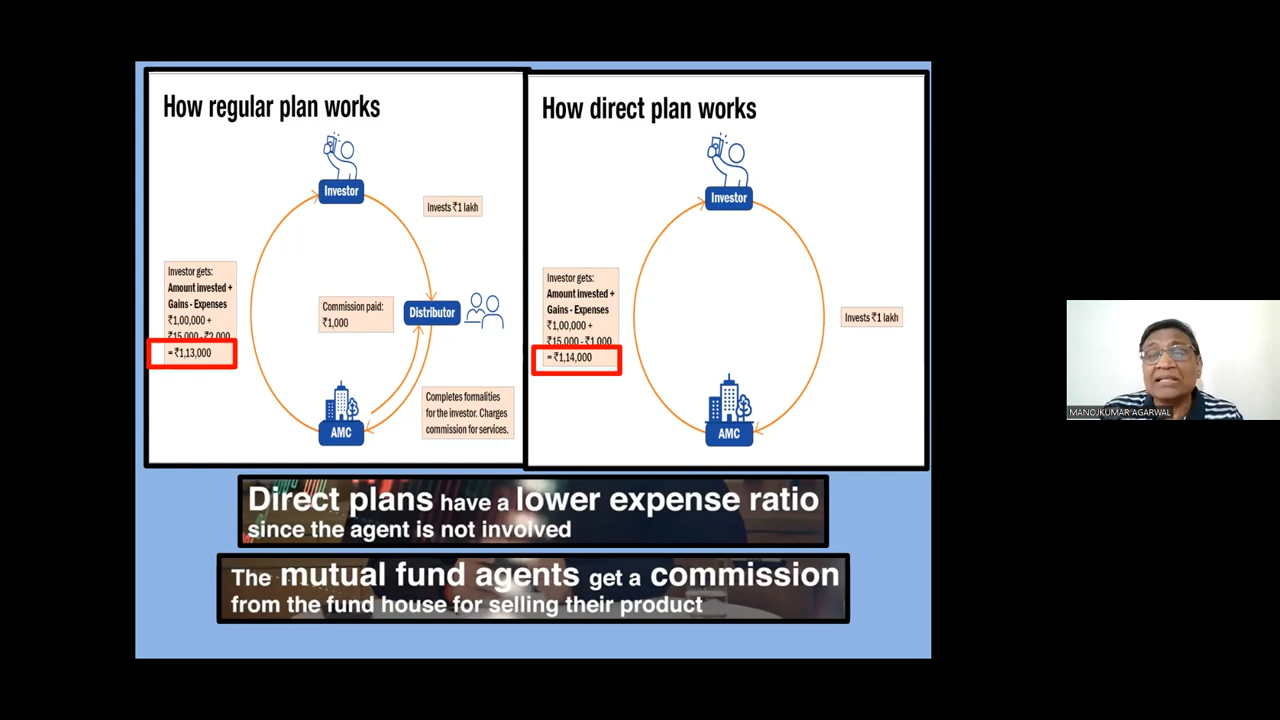 How regular plan works
Investor
Invests ₹1 lakh
Investor gets:
Amount invested +
Gains - Expenses
₹1,00,000 +
₹15,000 - ₹2,000
= ₹1,13,000
Commission paid:
₹1,000
Distributor
Completes formalities
for the investor. Charges
commission for services.
AMC
How direct plan works
Investor
Investor gets:
Amount invested +
Gains - Expenses
₹1,00,000 +
₹15,000 - ₹1,000
= ₹1,14,000
Invests ₹1 lakh
AMC
Direct plans have a lower expense ratio
since the agent is not involved
The mutual fund agents get a commission
from the fund house for selling their product
MANOJKUMAR AGARWAL